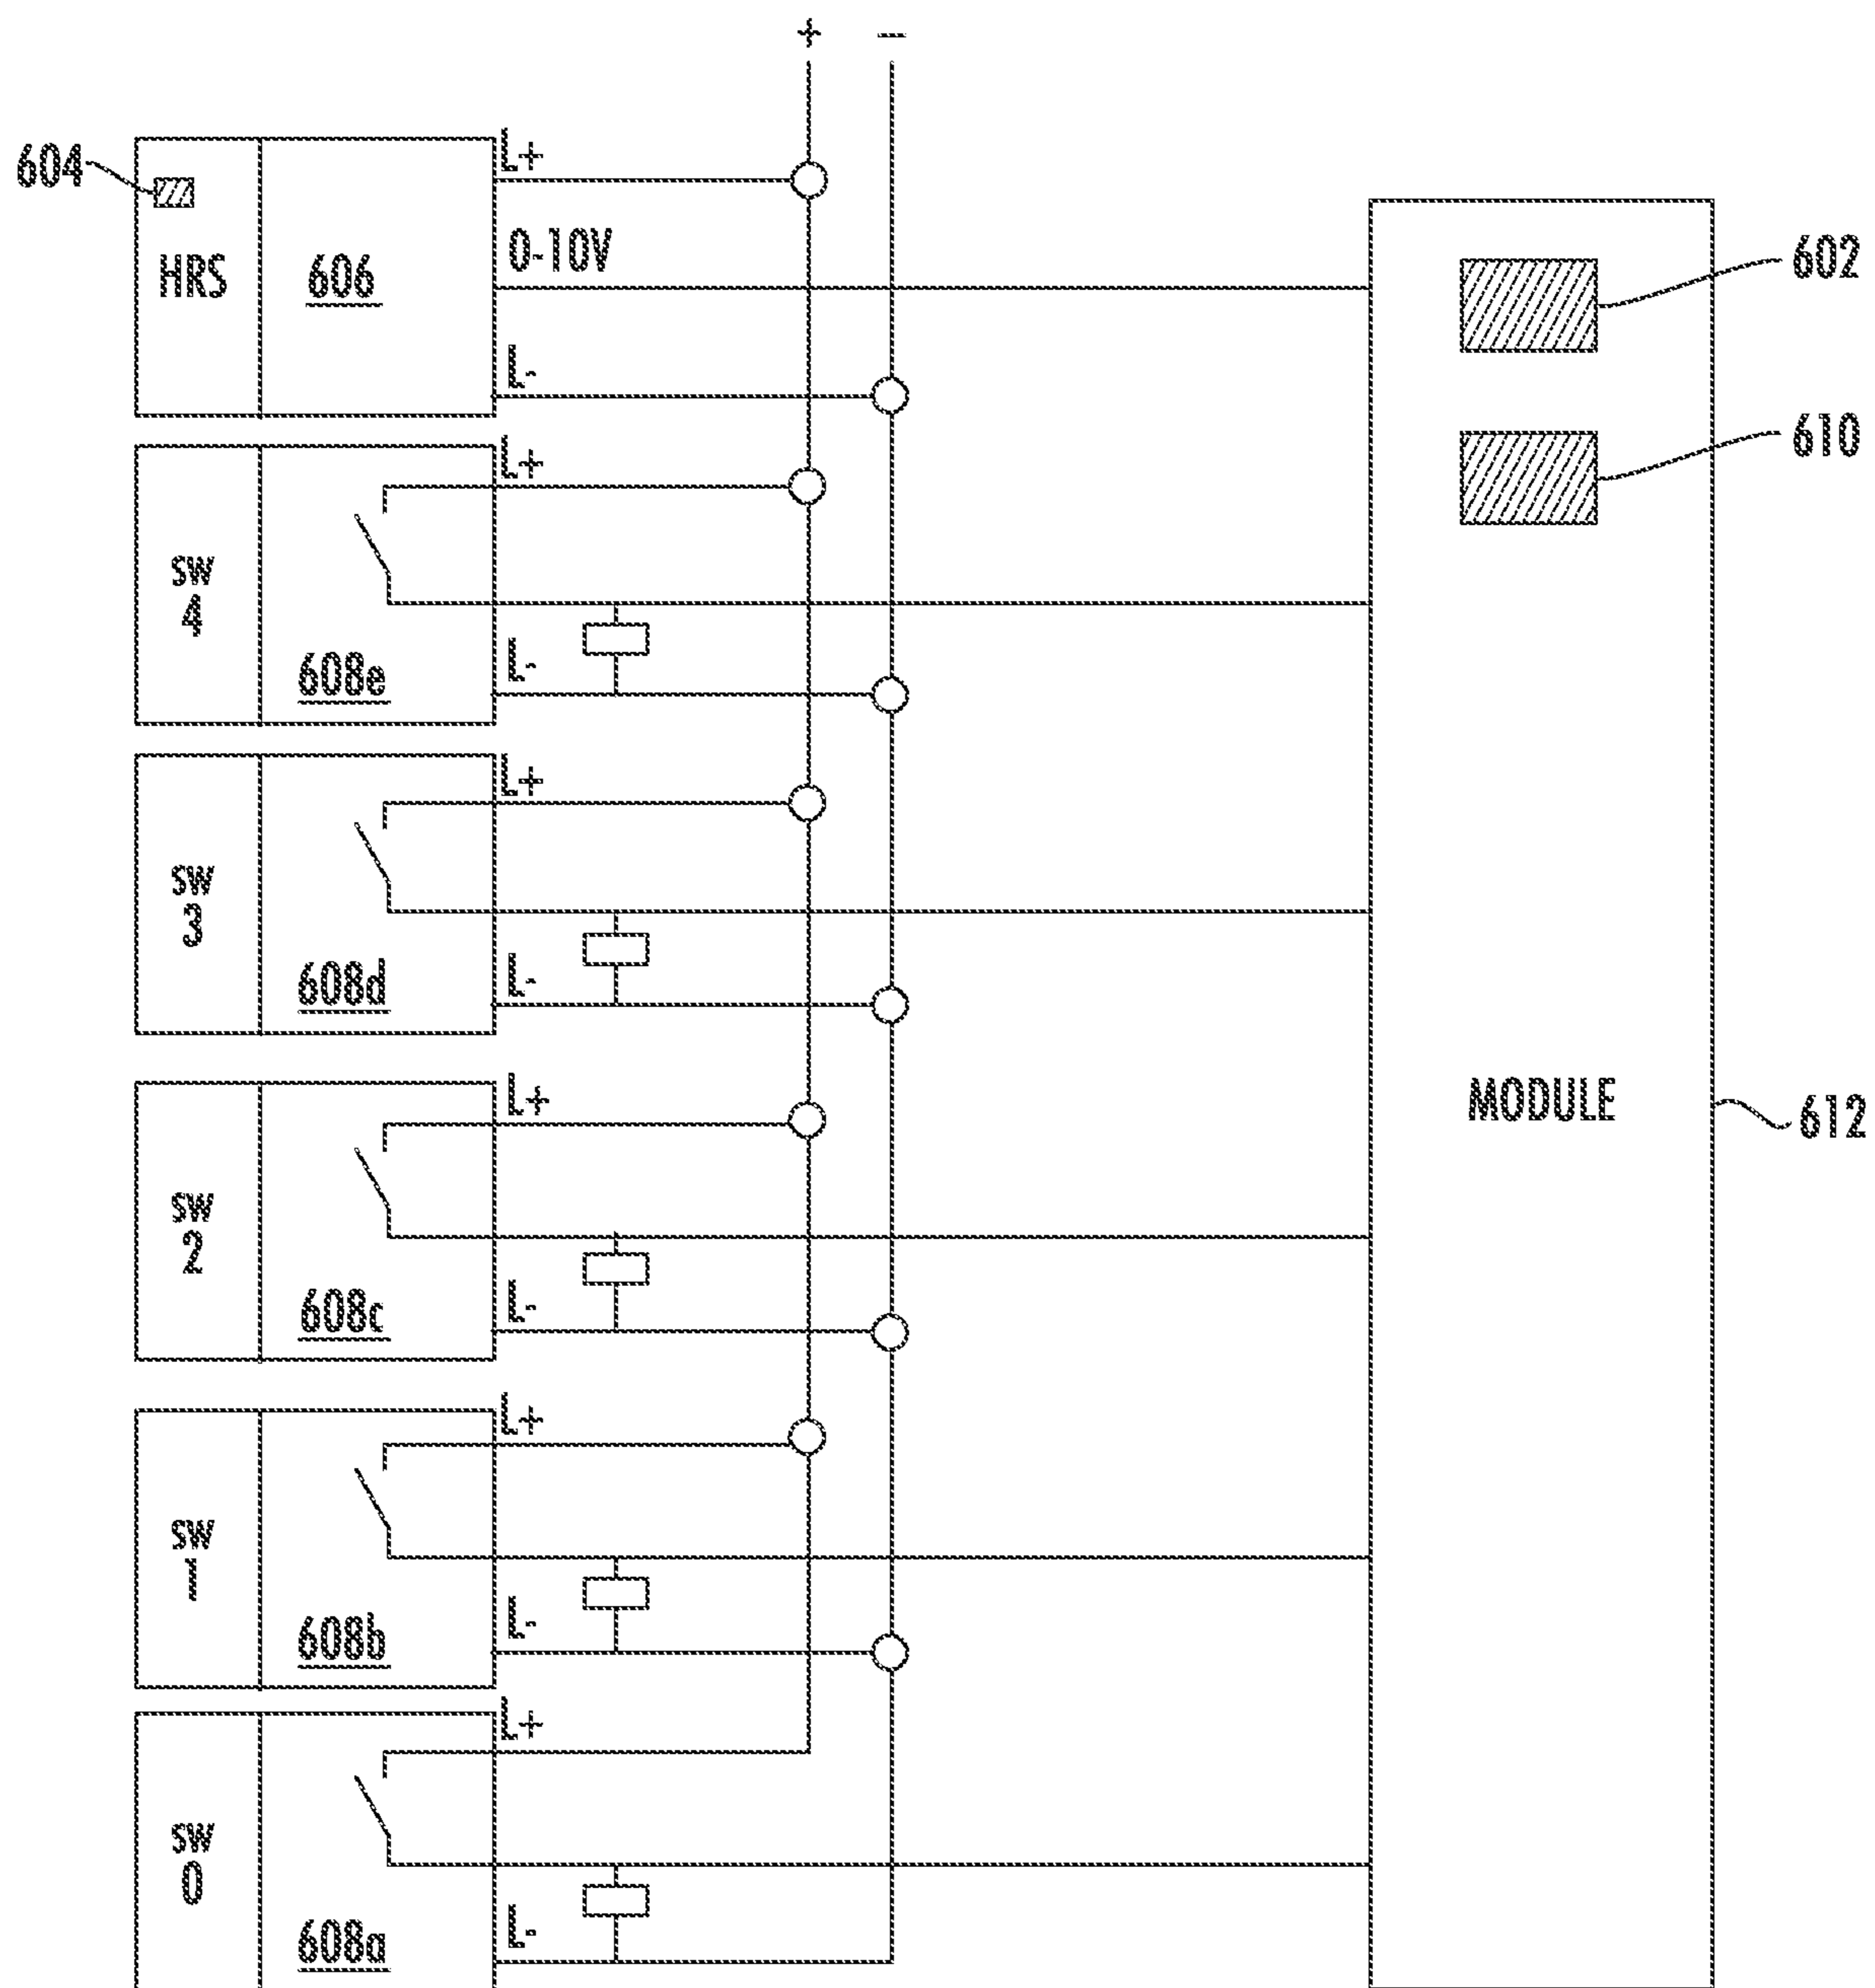 + −
604
L+
HRS
606
0-10V
L-
602
610
L+
SW
4
608e
L-
L+
SW
3
608d
L-
L+
SW
2
608c
L-
MODULE
612
L+
SW
1
608b
L-
L+
SW
0
608a
L-